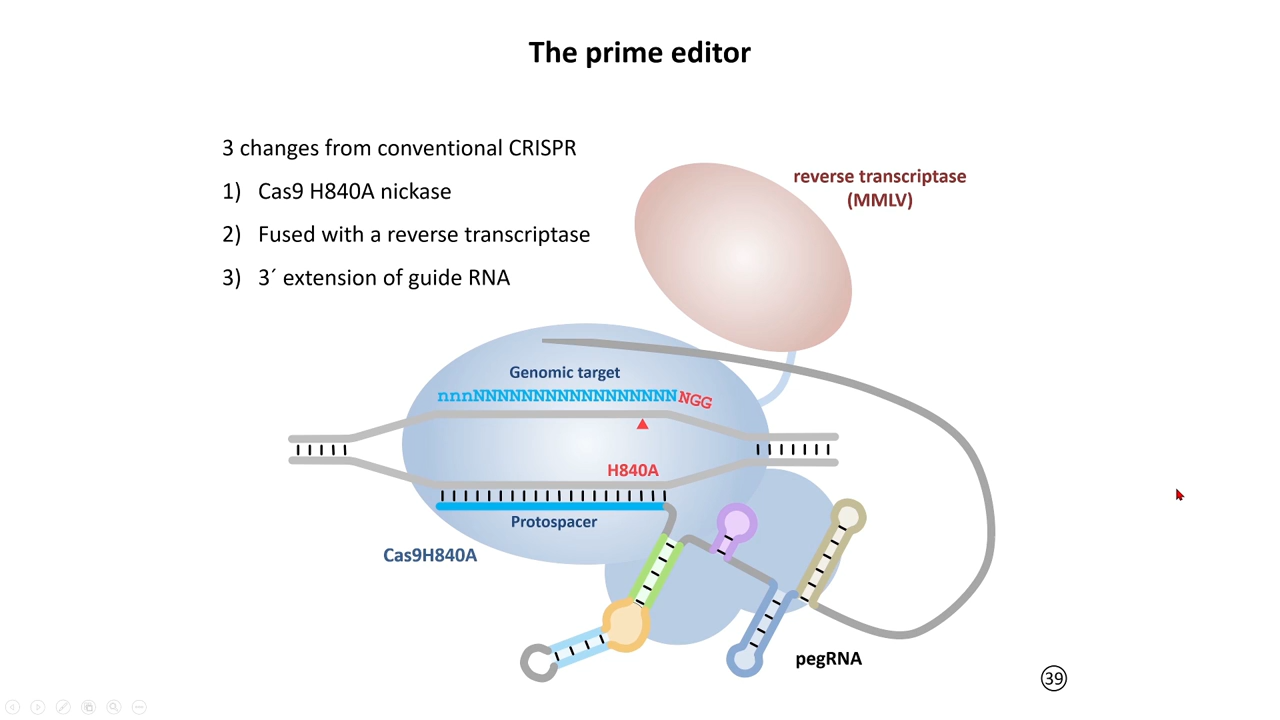 The prime editor
3 changes from conventional CRISPR
1) Cas9 H840A nickase
2) Fused with a reverse transcriptase
3) 3´ extension of guide RNA
reverse transcriptase
(MMLV)
Genomic target
nnnNNNNNNNNNNNNNNNNNNGG
H840A
Protospacer
Cas9H840A
pegRNA
39